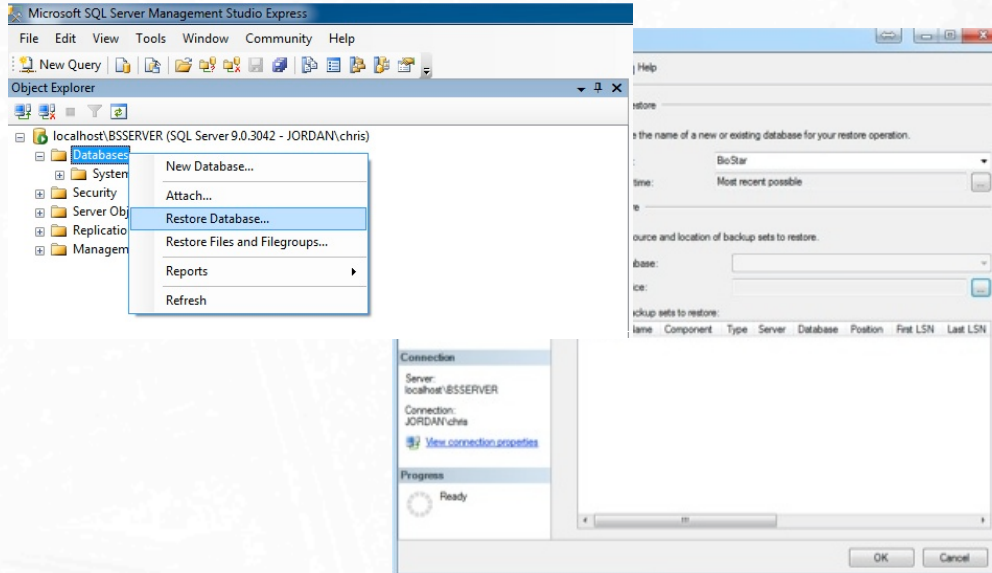 Microsoft SQL Server Management Studio Express
File Edit View Tools Window Community Help
New Query
Object Explorer
localhost\BSSERVER (SQL Server 9.0.3042 - JORDAN\chris)
Databases
System
Security
Server Obj
Replicatio
Managem
New Database...
Attach...
Restore Database...
Restore Files and Filegroups...
Reports
Refresh
Help
estore
e the name of a new or existing database for your restore operation.
BioStar
time: Most recent possible
ource and location of backup sets to restore.
base:
ce:
ackup sets to restore:
Name Component Type Server Database Position First LSN Last LSN
Connection
Server:
localhost\BSSERVER
Connection:
JORDAN\chris
View connection properties
Progress
Ready
OK Cancel